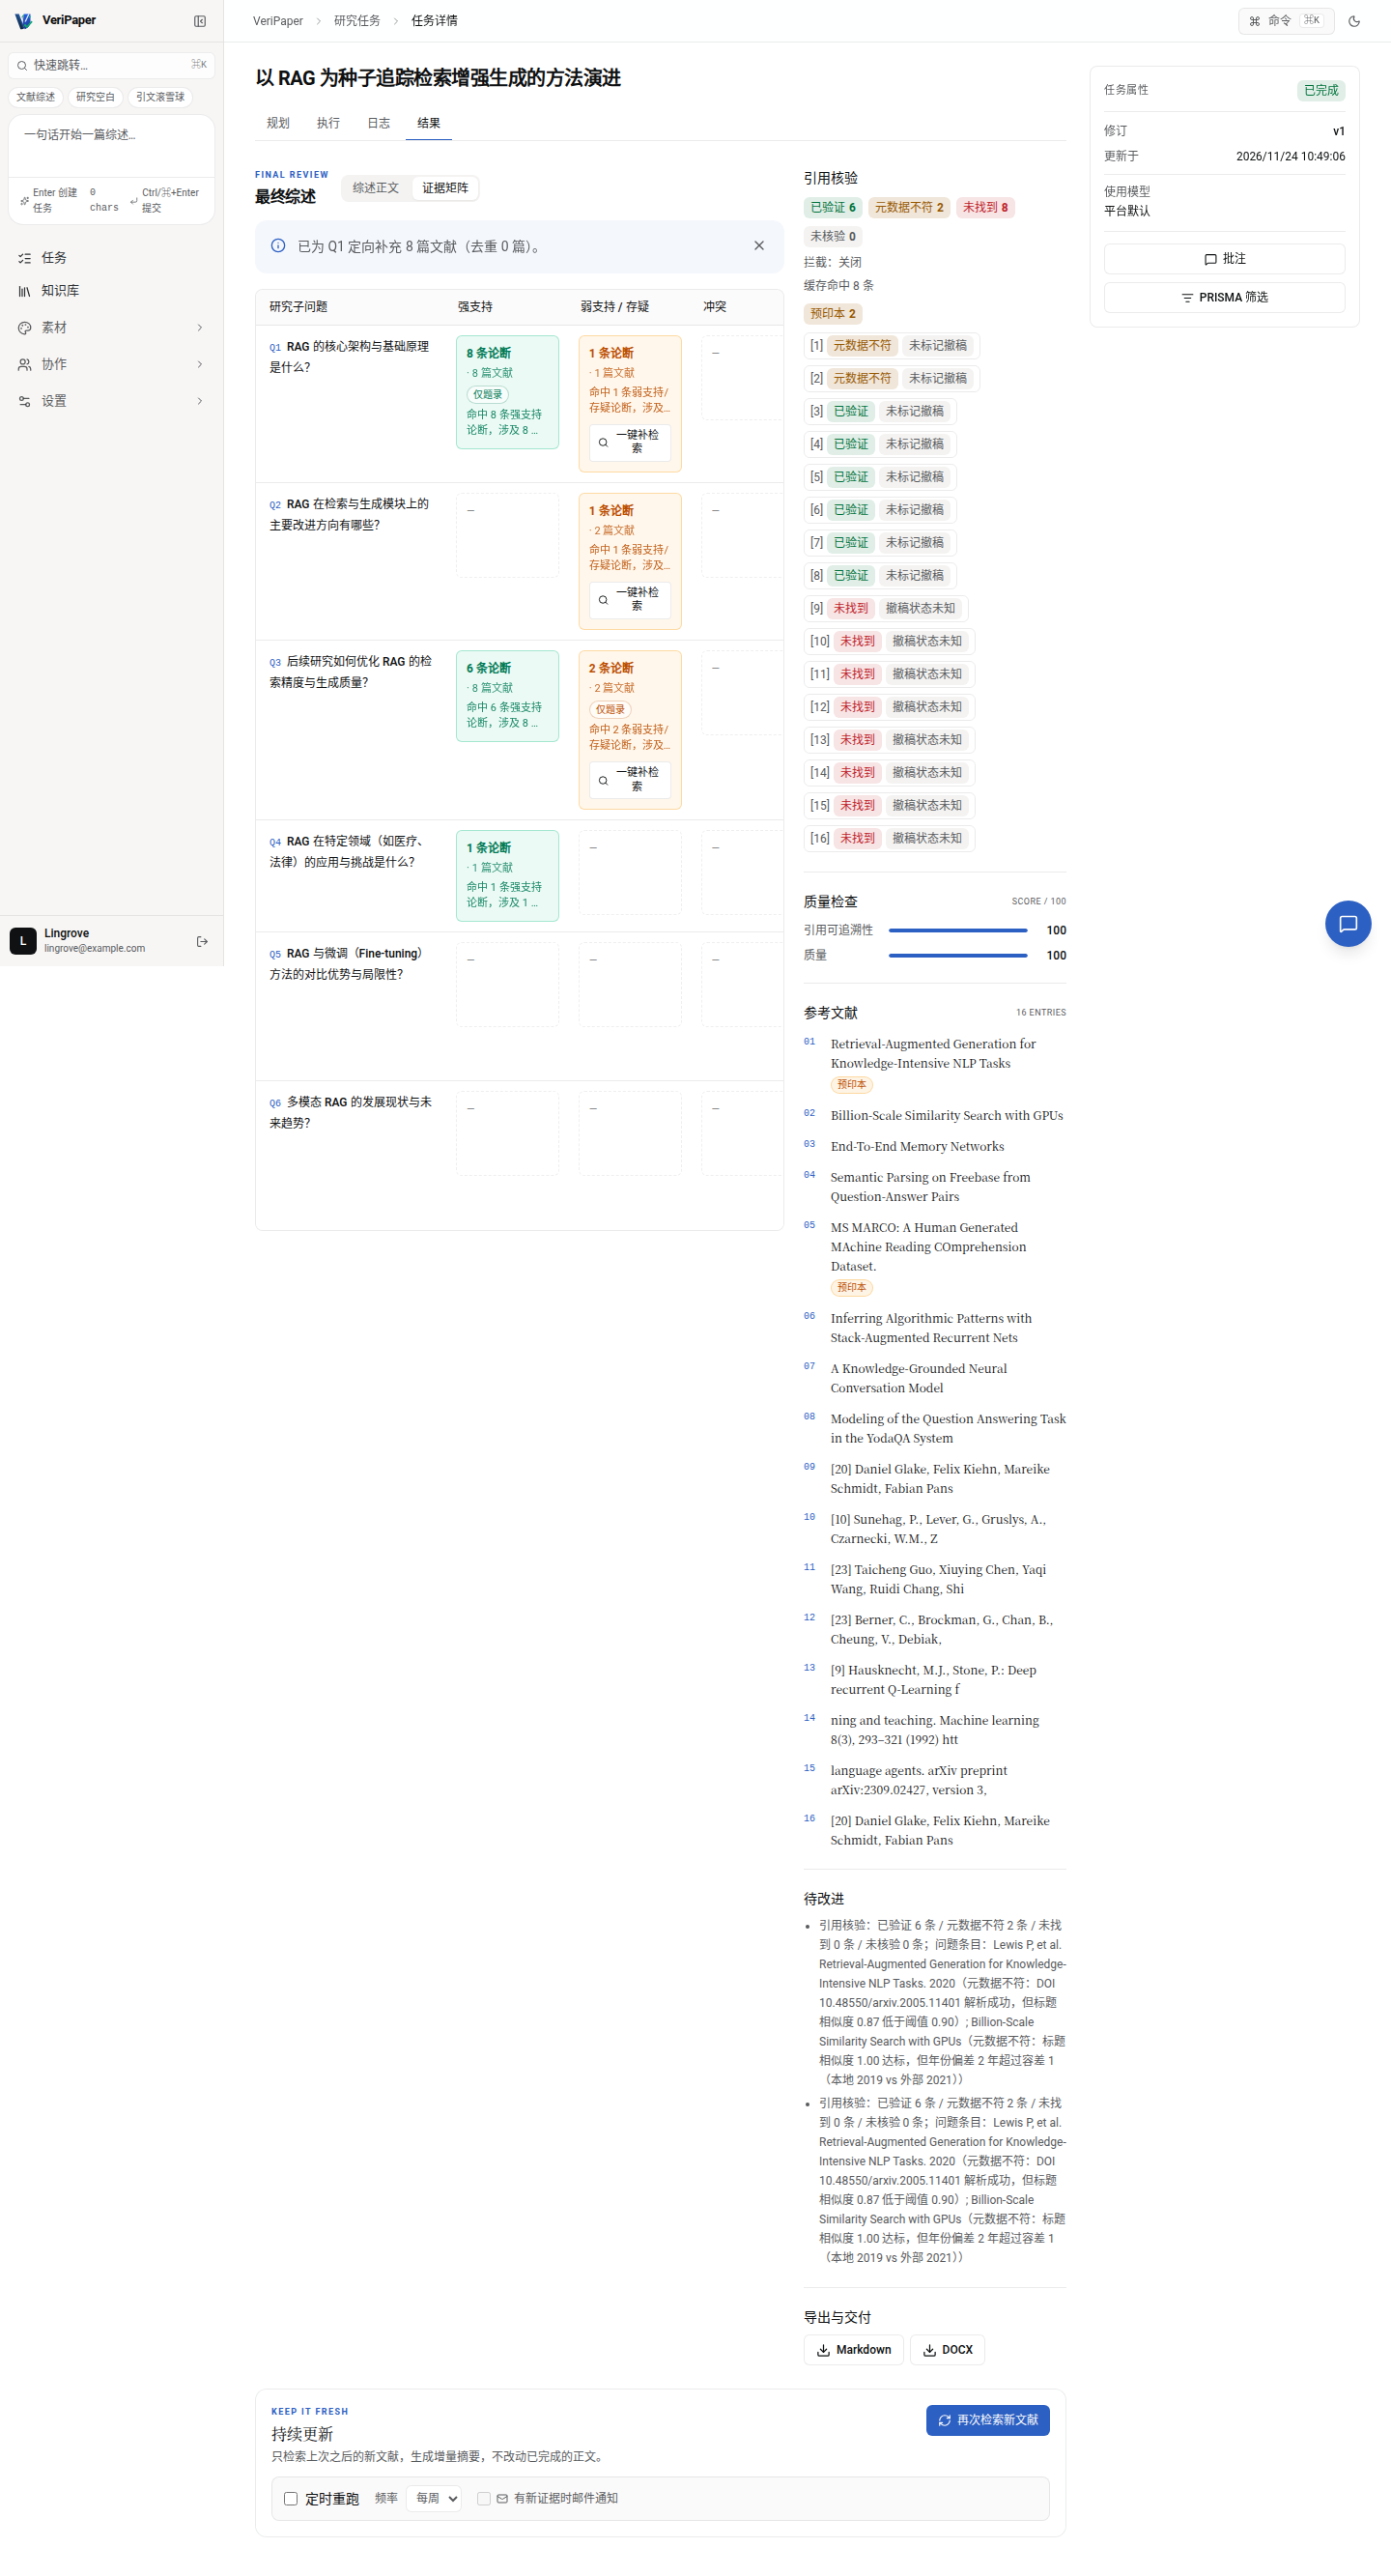 VeriPaper
快速跳转... ⌘K
文献综述 研究空白 引文滚雪球
一句话开始一篇综述...
Enter 创建任务 0 chars Ctrl/⌘+Enter 提交
任务
知识库
素材
协作
设置
L Lingrove
lingrove@example.com
VeriPaper > 研究任务 > 任务详情
⌘ 命令 ⌘K
以 RAG 为种子追踪检索增强生成的方法演进
规划 执行 日志 结果
FINAL REVIEW
最终综述 综述正文 证据矩阵
已为 Q1 定向补充 8 篇文献（去重 0 篇）。
研究子问题 强支持 弱支持 / 存疑 冲突
Q1 RAG 的核心架构与基础原理
是什么？
8 条论断
· 8 篇文献
仅题录
命中 8 条强支持
论断，涉及 8 ...
1 条论断
· 1 篇文献
命中 1 条弱支持/
存疑论断，涉及...
一键补检
索
—
Q2 RAG 在检索与生成模块上的
主要改进方向有哪些？
—
1 条论断
· 2 篇文献
命中 1 条弱支持/
存疑论断，涉及...
一键补检
索
—
Q3 后续研究如何优化 RAG 的检
索精度与生成质量？
6 条论断
· 8 篇文献
命中 6 条强支持
论断，涉及 8 ...
2 条论断
· 2 篇文献
仅题录
命中 2 条弱支持/
存疑论断，涉及...
一键补检
索
—
Q4 RAG 在特定领域（如医疗、
法律）的应用与挑战是什么？
1 条论断
· 1 篇文献
命中 1 条强支持
论断，涉及 1 ...
—
—
Q5 RAG 与微调（Fine-tuning）
方法的对比优势与局限性？
—
—
—
Q6 多模态 RAG 的发展现状与未
来趋势？
—
—
—
引用核验
已验证 6 元数据不符 2 未找到 8
未核验 0
拦截：关闭
缓存命中 8 条
预印本 2
[1] 元数据不符 未标记撤稿
[2] 元数据不符 未标记撤稿
[3] 已验证 未标记撤稿
[4] 已验证 未标记撤稿
[5] 已验证 未标记撤稿
[6] 已验证 未标记撤稿
[7] 已验证 未标记撤稿
[8] 已验证 未标记撤稿
[9] 未找到 撤稿状态未知
[10] 未找到 撤稿状态未知
[11] 未找到 撤稿状态未知
[12] 未找到 撤稿状态未知
[13] 未找到 撤稿状态未知
[14] 未找到 撤稿状态未知
[15] 未找到 撤稿状态未知
[16] 未找到 撤稿状态未知
质量检查 SCORE / 100
引用可追溯性 100
质量 100
参考文献 16 ENTRIES
01 Retrieval-Augmented Generation for
Knowledge-Intensive NLP Tasks
预印本
02 Billion-Scale Similarity Search with GPUs
03 End-To-End Memory Networks
04 Semantic Parsing on Freebase from
Question-Answer Pairs
05 MS MARCO: A Human Generated
MAchine Reading COmprehension
Dataset.
预印本
06 Inferring Algorithmic Patterns with
Stack-Augmented Recurrent Nets
07 A Knowledge-Grounded Neural
Conversation Model
08 Modeling of the Question Answering Task
in the YodaQA System
09 [20] Daniel Glake, Felix Kiehn, Mareike
Schmidt, Fabian Pans
10 [10] Sunehag, P., Lever, G., Gruslys, A.,
Czarnecki, W.M., Z
11 [23] Taicheng Guo, Xiuying Chen, Yaqi
Wang, Ruidi Chang, Shi
12 [23] Berner, C., Brockman, G., Chan, B.,
Cheung, V., Debiak,
13 [9] Hausknecht, M.J., Stone, P.: Deep
recurrent Q-Learning f
14 ning and teaching. Machine learning
8(3), 293–321 (1992) htt
15 language agents. arXiv preprint
arXiv:2309.02427, version 3,
16 [20] Daniel Glake, Felix Kiehn, Mareike
Schmidt, Fabian Pans
待改进
• 引用核验：已验证 6 条 / 元数据不符 2 条 / 未找
到 0 条 / 未核验 0 条；问题条目：Lewis P, et al.
Retrieval-Augmented Generation for Knowledge-
Intensive NLP Tasks. 2020（元数据不符：DOI
10.48550/arxiv.2005.11401 解析成功，但标题
相似度 0.87 低于阈值 0.90）; Billion-Scale
Similarity Search with GPUs（元数据不符：标题
相似度 1.00 达标，但年份偏差 2 年超过容差 1
（本地 2019 vs 外部 2021））
• 引用核验：已验证 6 条 / 元数据不符 2 条 / 未找
到 0 条 / 未核验 0 条；问题条目：Lewis P, et al.
Retrieval-Augmented Generation for Knowledge-
Intensive NLP Tasks. 2020（元数据不符：DOI
10.48550/arxiv.2005.11401 解析成功，但标题
相似度 0.87 低于阈值 0.90）; Billion-Scale
Similarity Search with GPUs（元数据不符：标题
相似度 1.00 达标，但年份偏差 2 年超过容差 1
（本地 2019 vs 外部 2021））
导出与交付
Markdown DOCX
KEEP IT FRESH
持续更新
只检索上次之后的新文献，生成增量摘要，不改动已完成的正文。
再次检索新文献
定时重跑 频率 每周 有新证据时邮件通知
任务属性 已完成
修订 v1
更新于 2026/11/24 10:49:06
使用模型
平台默认
批注
PRISMA 筛选